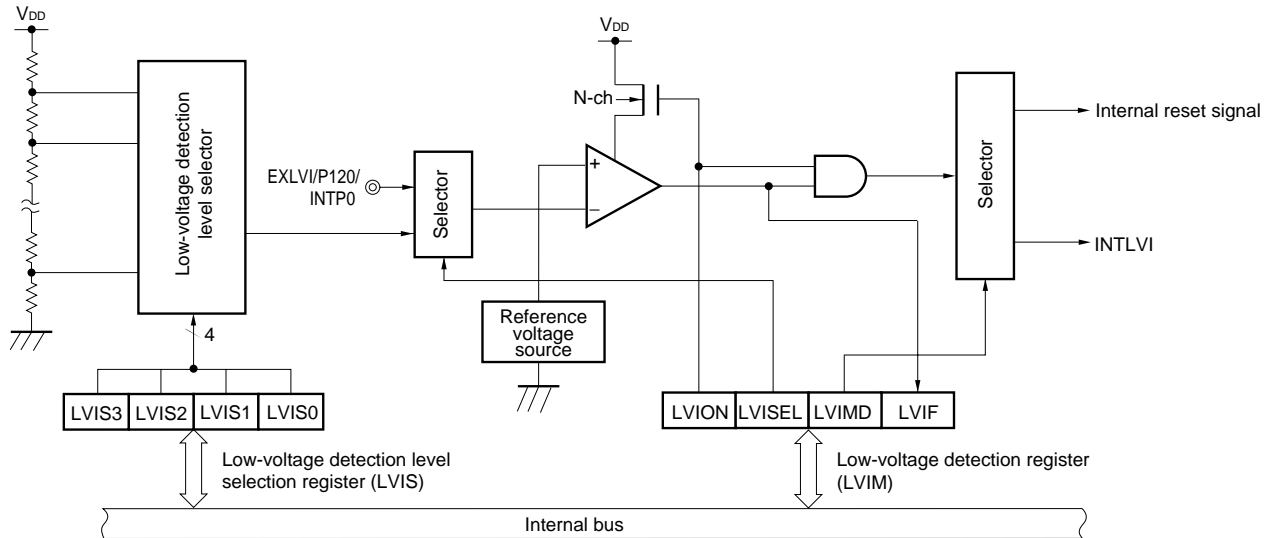 VDD
VDD
Low-voltage detection
level selector
N-ch
Internal reset signal
EXLVI/P120/
INTP0
Selector
+
−
Selector
INTLVI
4
Reference
voltage
source
LVIS3 LVIS2 LVIS1 LVIS0
LVION LVISEL LVIMD LVIF
Low-voltage detection level
selection register (LVIS)
Low-voltage detection register
(LVIM)
Internal bus